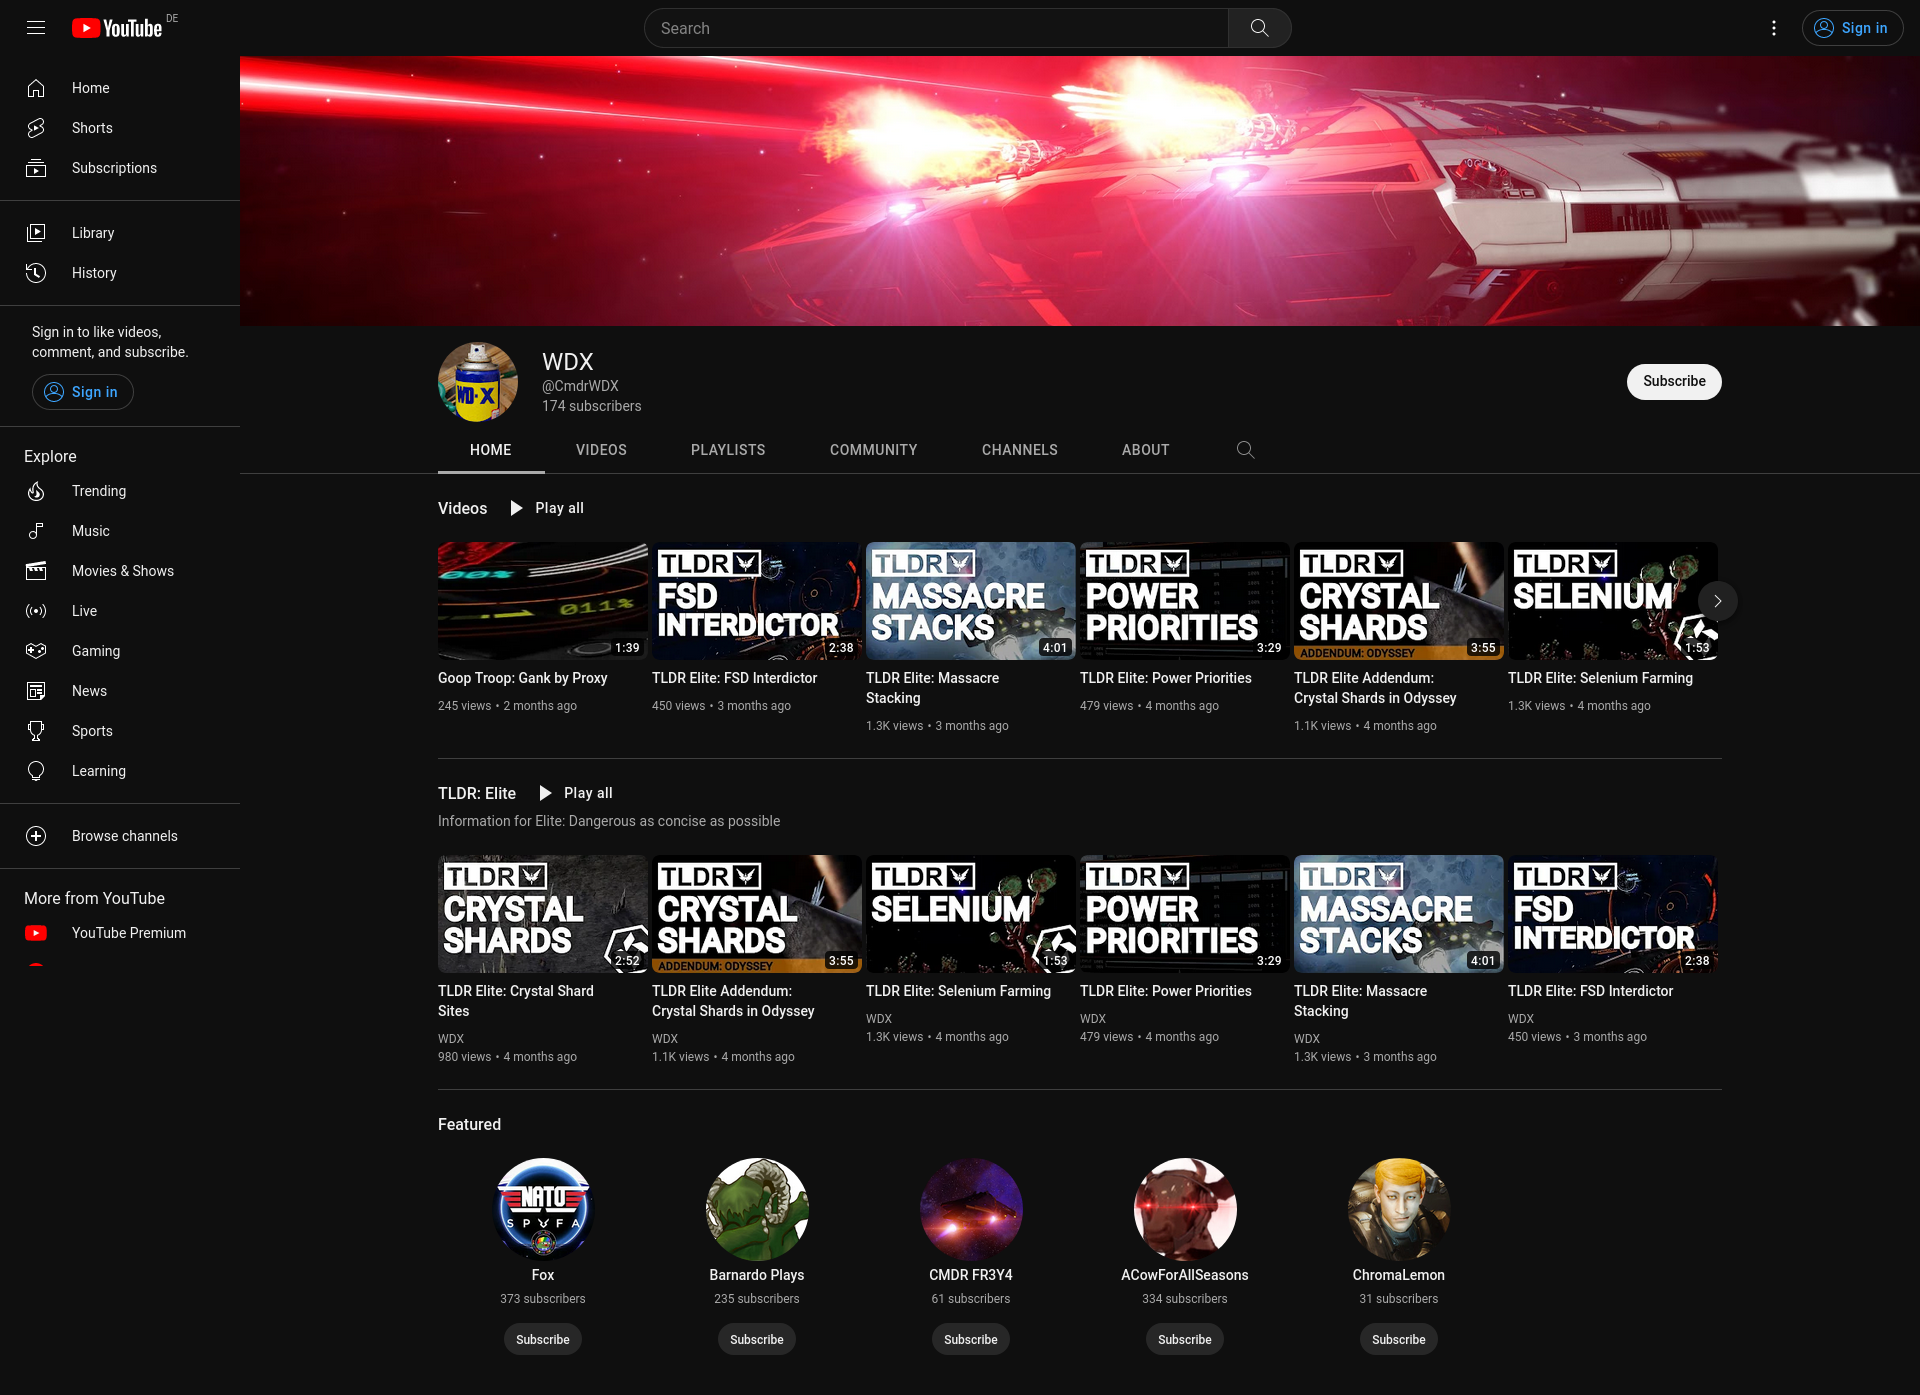 YouTube DE
Search
Sign in
Home
Shorts
Subscriptions
Library
History
Sign in to like videos,
comment, and subscribe.
Sign in
Explore
Trending
Music
Movies & Shows
Live
Gaming
News
Sports
Learning
Browse channels
More from YouTube
YouTube Premium
WD-X
WDX
@CmdrWDX
174 subscribers
Subscribe
HOME VIDEOS PLAYLISTS COMMUNITY CHANNELS ABOUT
Videos Play all
011%
1:39
Goop Troop: Gank by Proxy
245 views • 2 months ago
TLDR
FSD
INTERDICTOR
2:38
TLDR Elite: FSD Interdictor
450 views • 3 months ago
TLDR
MASSACRE
STACKS
4:01
TLDR Elite: Massacre
Stacking
1.3K views • 3 months ago
TLDR
POWER
PRIORITIES
3:29
TLDR Elite: Power Priorities
479 views • 4 months ago
TLDR
CRYSTAL
SHARDS
ADDENDUM: ODYSSEY
3:55
TLDR Elite Addendum:
Crystal Shards in Odyssey
1.1K views • 4 months ago
TLDR
SELENIUM
1:53
TLDR Elite: Selenium Farming
1.3K views • 4 months ago
TLDR: Elite Play all
Information for Elite: Dangerous as concise as possible
TLDR
CRYSTAL
SHARDS
2:52
TLDR Elite: Crystal Shard
Sites
WDX
980 views • 4 months ago
TLDR
CRYSTAL
SHARDS
ADDENDUM: ODYSSEY
3:55
TLDR Elite Addendum:
Crystal Shards in Odyssey
WDX
1.1K views • 4 months ago
TLDR
SELENIUM
1:53
TLDR Elite: Selenium Farming
WDX
1.3K views • 4 months ago
TLDR
POWER
PRIORITIES
3:29
TLDR Elite: Power Priorities
WDX
479 views • 4 months ago
TLDR
MASSACRE
STACKS
4:01
TLDR Elite: Massacre
Stacking
WDX
1.3K views • 3 months ago
TLDR
FSD
INTERDICTOR
2:38
TLDR Elite: FSD Interdictor
WDX
450 views • 3 months ago
Featured
NATO
Fox
373 subscribers
Subscribe
Barnardo Plays
235 subscribers
Subscribe
CMDR FR3Y4
61 subscribers
Subscribe
ACowForAllSeasons
334 subscribers
Subscribe
ChromaLemon
31 subscribers
Subscribe